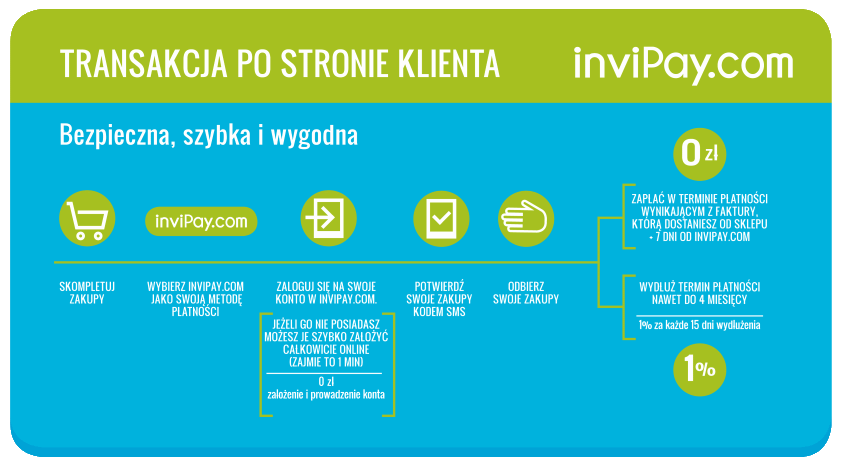 TRANSAKCJA PO STRONIE KLIENTA
inviPay.com
Bezpieczna, szybka i wygodna
inviPay.com
SKOMPLETUJ
ZAKUPY
WYBIERZ INVIPAY.COM
JAKO SWOJĄ METODĘ
PŁATNOŚCI
ZALOGUJ SIĘ NA SWOJE
KONTO W INVIPAY.COM.
JEŻELI GO NIE POSIADASZ
MOŻESZ JE SZYBKO ZAŁOŻYĆ
CAŁKOWICIE ONLINE
(ZAJMIE TO 1 MIN)
0 zł
założenie i prowadzenie konta
POTWIERDŹ
SWOJE ZAKUPY
KODEM SMS
ODBIERZ
SWOJE ZAKUPY
0 zł
ZAPŁAĆ W TERMINIE PŁATNOŚCI
WYNIKAJĄCYM Z FAKTURY,
KTÓRĄ DOSTANIESZ OD SKLEPU
+ 7 DNI OD INVIPAY.COM
WYDŁUŻ TERMIN PŁATNOŚCI
NAWET DO 4 MIESIĘCY
1% za każde 15 dni wydłużenia
1%